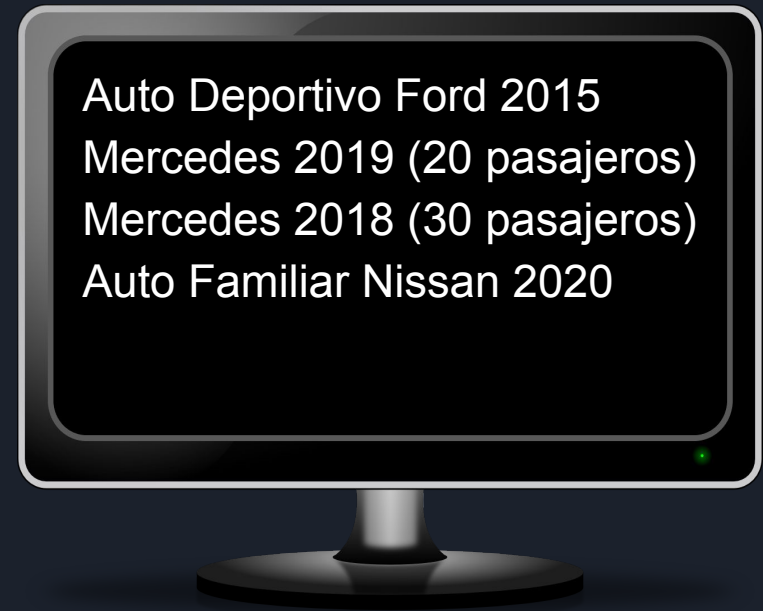 Auto Deportivo Ford 2015
Mercedes 2019 (20 pasajeros)
Mercedes 2018 (30 pasajeros)
Auto Familiar Nissan 2020